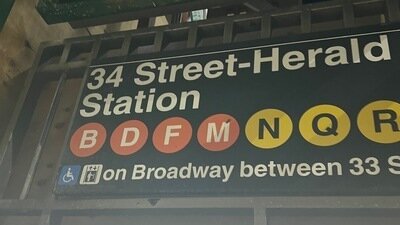 34 Street-Herald
Station
B D F M N Q R
on Broadway between 33 S